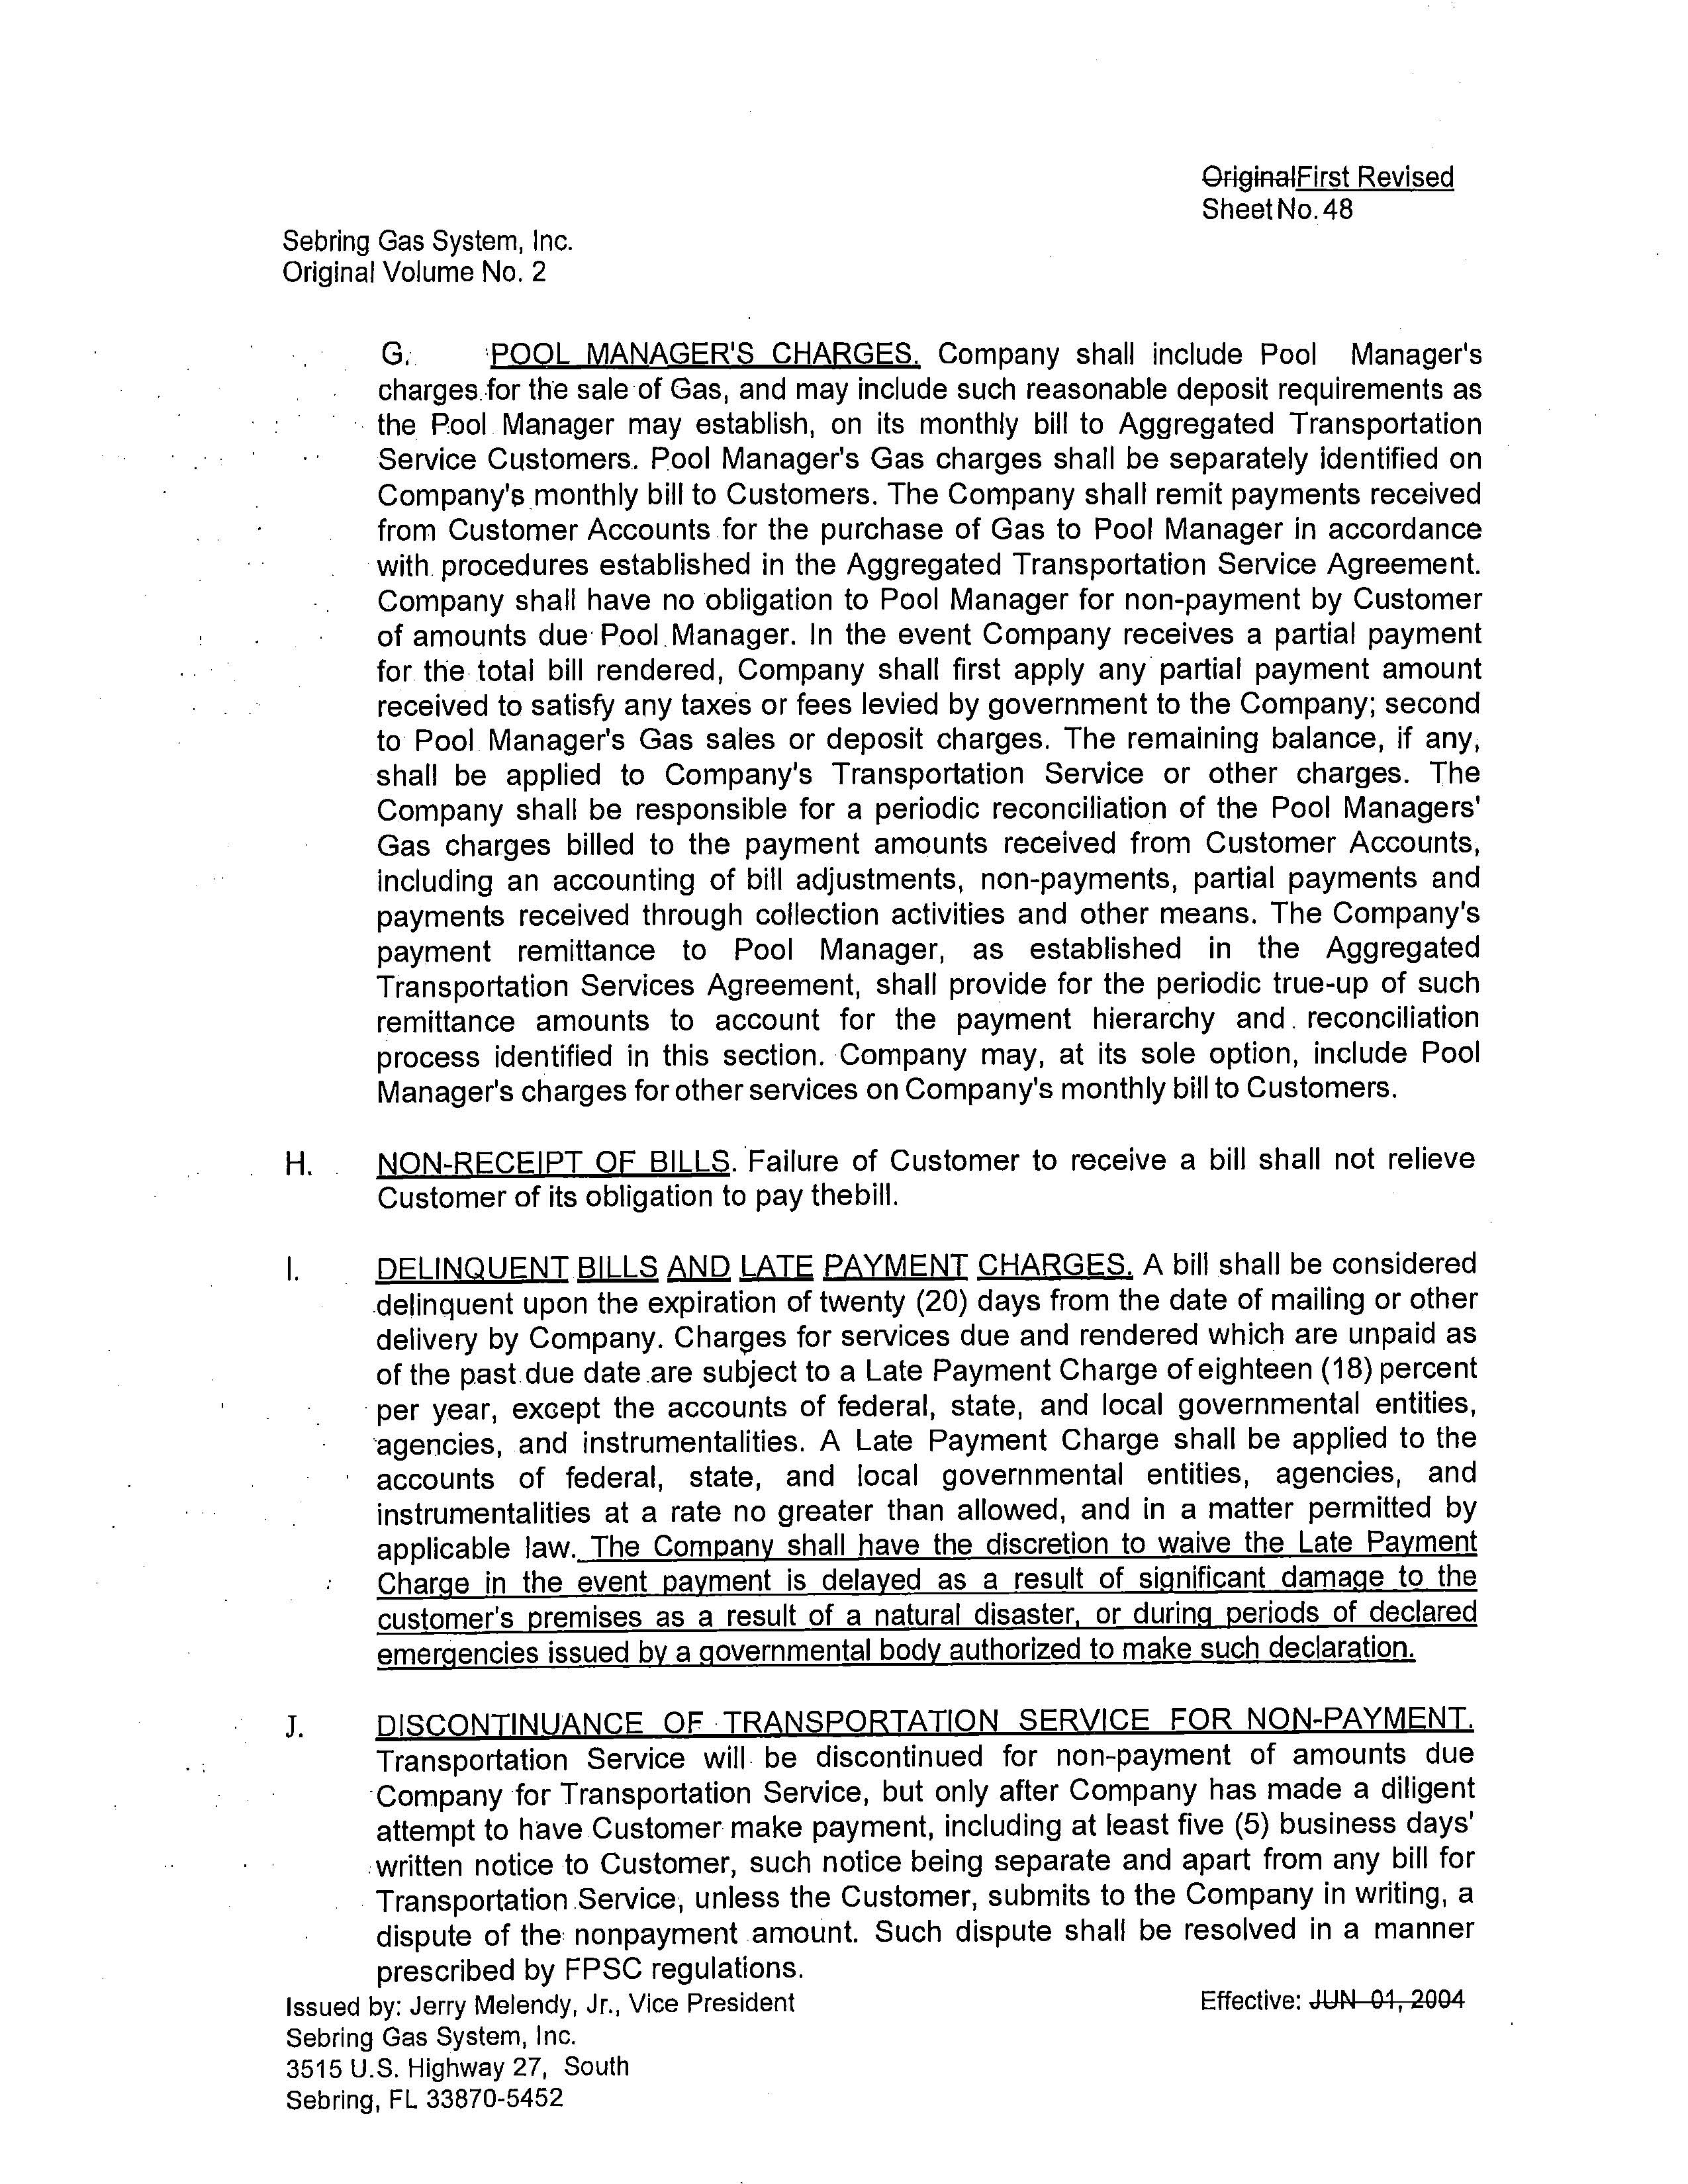 OriginalFirst Revised
Sheet No. 48
Sebring Gas System, Inc.
Original Volume No. 2
G. POOL MANAGER'S CHARGES. Company shall include Pool Manager's
charges for the sale of Gas, and may include such reasonable deposit requirements as
the Pool Manager may establish, on its monthly bill to Aggregated Transportation
Service Customers. Pool Manager's Gas charges shall be separately identified on
Company's monthly bill to Customers. The Company shall remit payments received
from Customer Accounts for the purchase of Gas to Pool Manager in accordance
with procedures established in the Aggregated Transportation Service Agreement.
Company shall have no obligation to Pool Manager for non-payment by Customer
of amounts due Pool Manager. In the event Company receives a partial payment
for the total bill rendered, Company shall first apply any partial payment amount
received to satisfy any taxes or fees levied by government to the Company; second
to Pool Manager's Gas sales or deposit charges. The remaining balance, if any,
shall be applied to Company's Transportation Service or other charges. The
Company shall be responsible for a periodic reconciliation of the Pool Managers'
Gas charges billed to the payment amounts received from Customer Accounts,
including an accounting of bill adjustments, non-payments, partial payments and
payments received through collection activities and other means. The Company's
payment remittance to Pool Manager, as established in the Aggregated
Transportation Services Agreement, shall provide for the periodic true-up of such
remittance amounts to account for the payment hierarchy and reconciliation
process identified in this section. Company may, at its sole option, include Pool
Manager's charges for other services on Company's monthly bill to Customers.
H. NON-RECEIPT OF BILLS. Failure of Customer to receive a bill shall not relieve
Customer of its obligation to pay thebill.
I. DELINQUENT BILLS AND LATE PAYMENT CHARGES. A bill shall be considered
delinquent upon the expiration of twenty (20) days from the date of mailing or other
delivery by Company. Charges for services due and rendered which are unpaid as
of the past due date are subject to a Late Payment Charge of eighteen (18) percent
per year, except the accounts of federal, state, and local governmental entities,
agencies, and instrumentalities. A Late Payment Charge shall be applied to the
accounts of federal, state, and local governmental entities, agencies, and
instrumentalities at a rate no greater than allowed, and in a matter permitted by
applicable law. The Company shall have the discretion to waive the Late Payment
Charge in the event payment is delayed as a result of significant damage to the
customer's premises as a result of a natural disaster, or during periods of declared
emergencies issued by a governmental body authorized to make such declaration.
J. DISCONTINUANCE OF TRANSPORTATION SERVICE FOR NON-PAYMENT.
Transportation Service will be discontinued for non-payment of amounts due
Company for Transportation Service, but only after Company has made a diligent
attempt to have Customer make payment, including at least five (5) business days'
written notice to Customer, such notice being separate and apart from any bill for
Transportation Service, unless the Customer, submits to the Company in writing, a
dispute of the nonpayment amount. Such dispute shall be resolved in a manner
prescribed by FPSC regulations.
Issued by: Jerry Melendy, Jr., Vice President Effective: JUN 01, 2004
Sebring Gas System, Inc.
3515 U.S. Highway 27, South
Sebring, FL 33870-5452